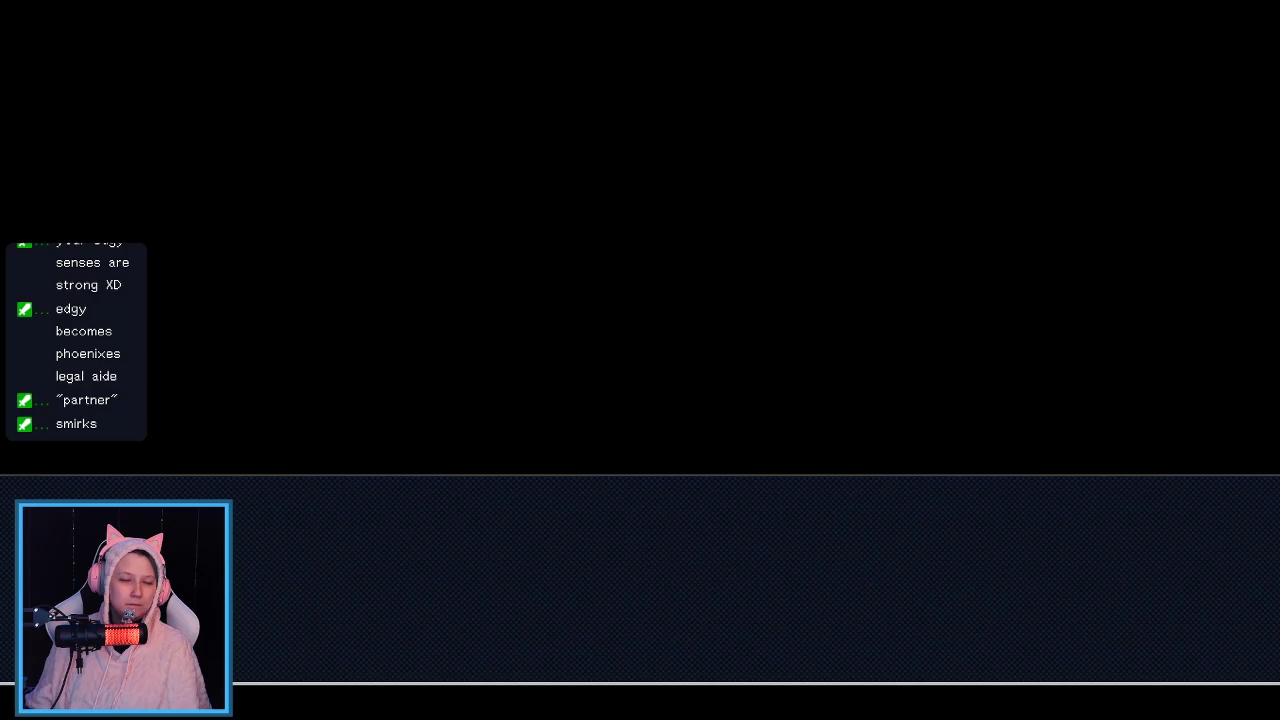 senses are
strong XD
... edgy
becomes
phoenixes
legal aide
... "partner"
... smirks